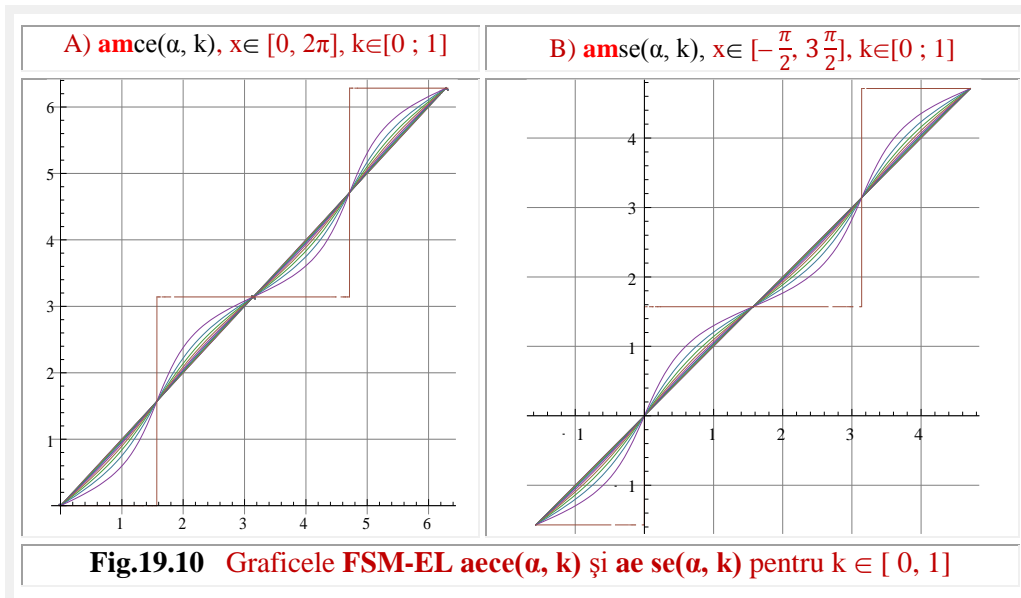 A) amce(α, k), x∈ [0, 2π], k∈[0 ; 1]
B) amse(α, k), x∈ [−π/2, 3 π/2], k∈[0 ; 1]
6
5
4
3
2
1
1 2 3 4 5 6
4
3
2
1
1 1 2 3 4
1
Fig.19.10 Graficele FSM-EL aece(α, k) şi ae se(α, k) pentru k ∈ [ 0, 1]